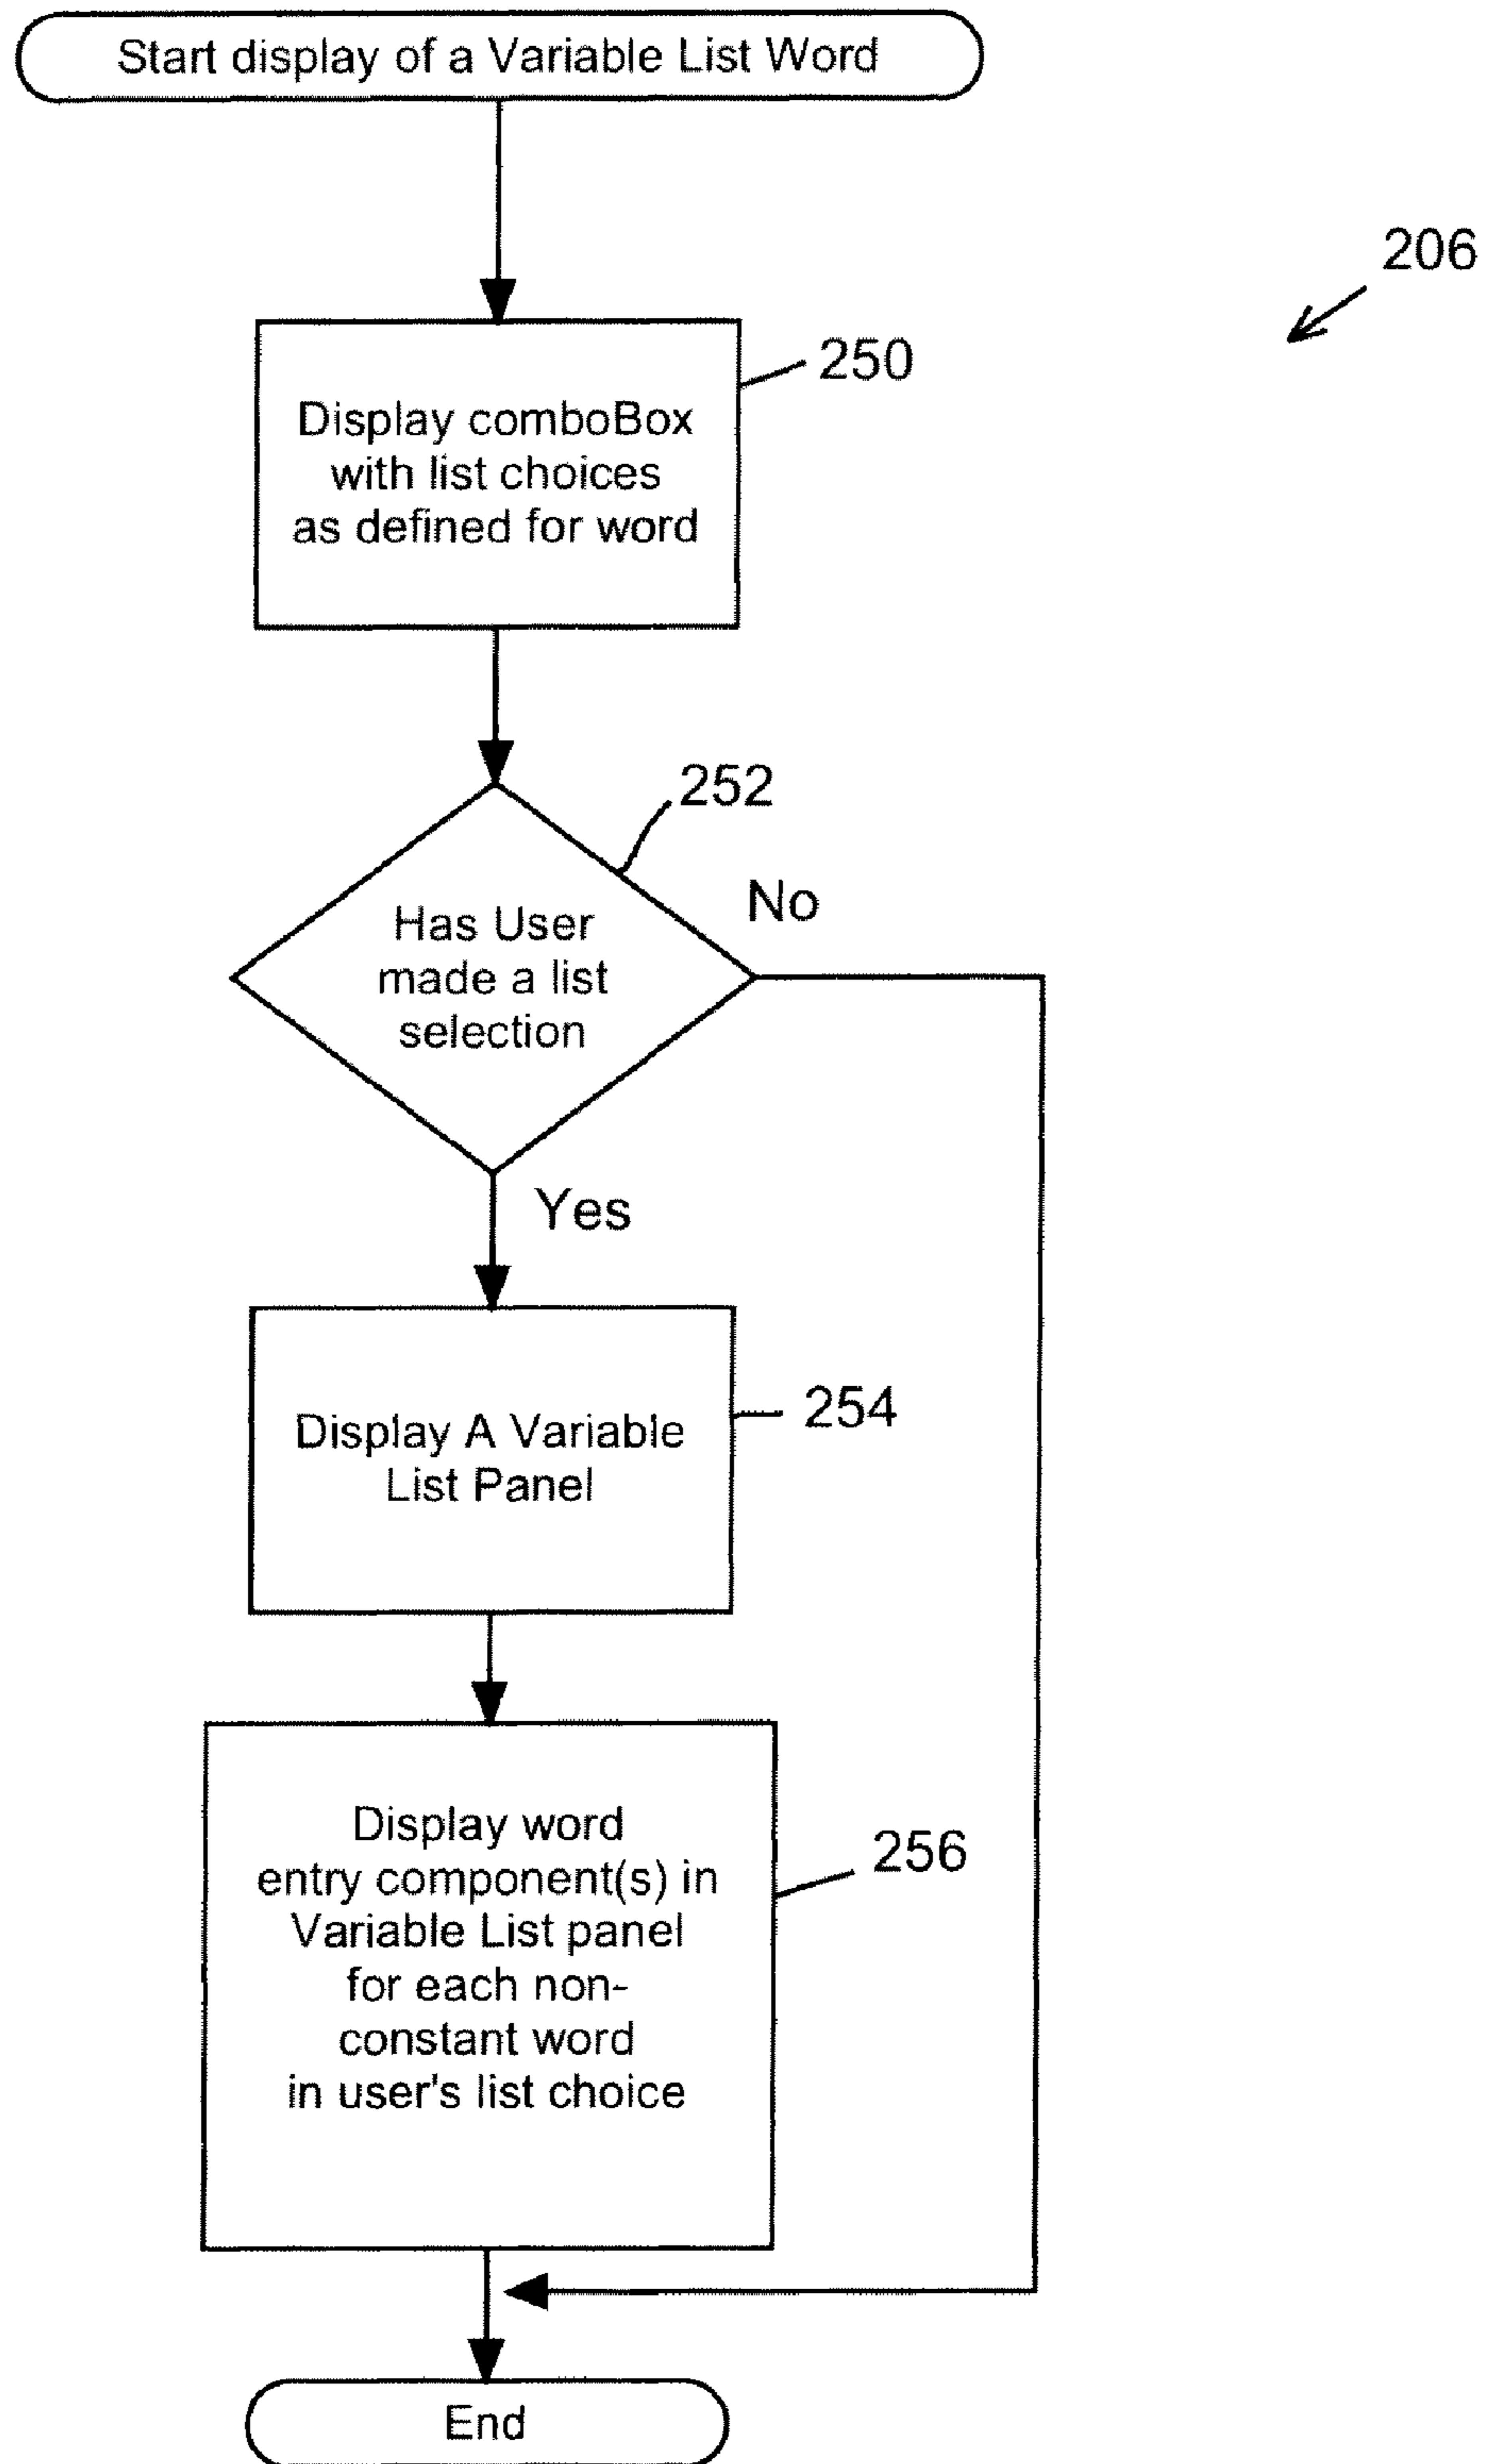 Start display of a Variable List Word
206
250
Display comboBox
with list choices
as defined for word
252
No
Has User
made a list
selection
Yes
254
Display A Variable
List Panel
256
Display word
entry component(s) in
Variable List panel
for each non-
constant word
in user's list choice
End